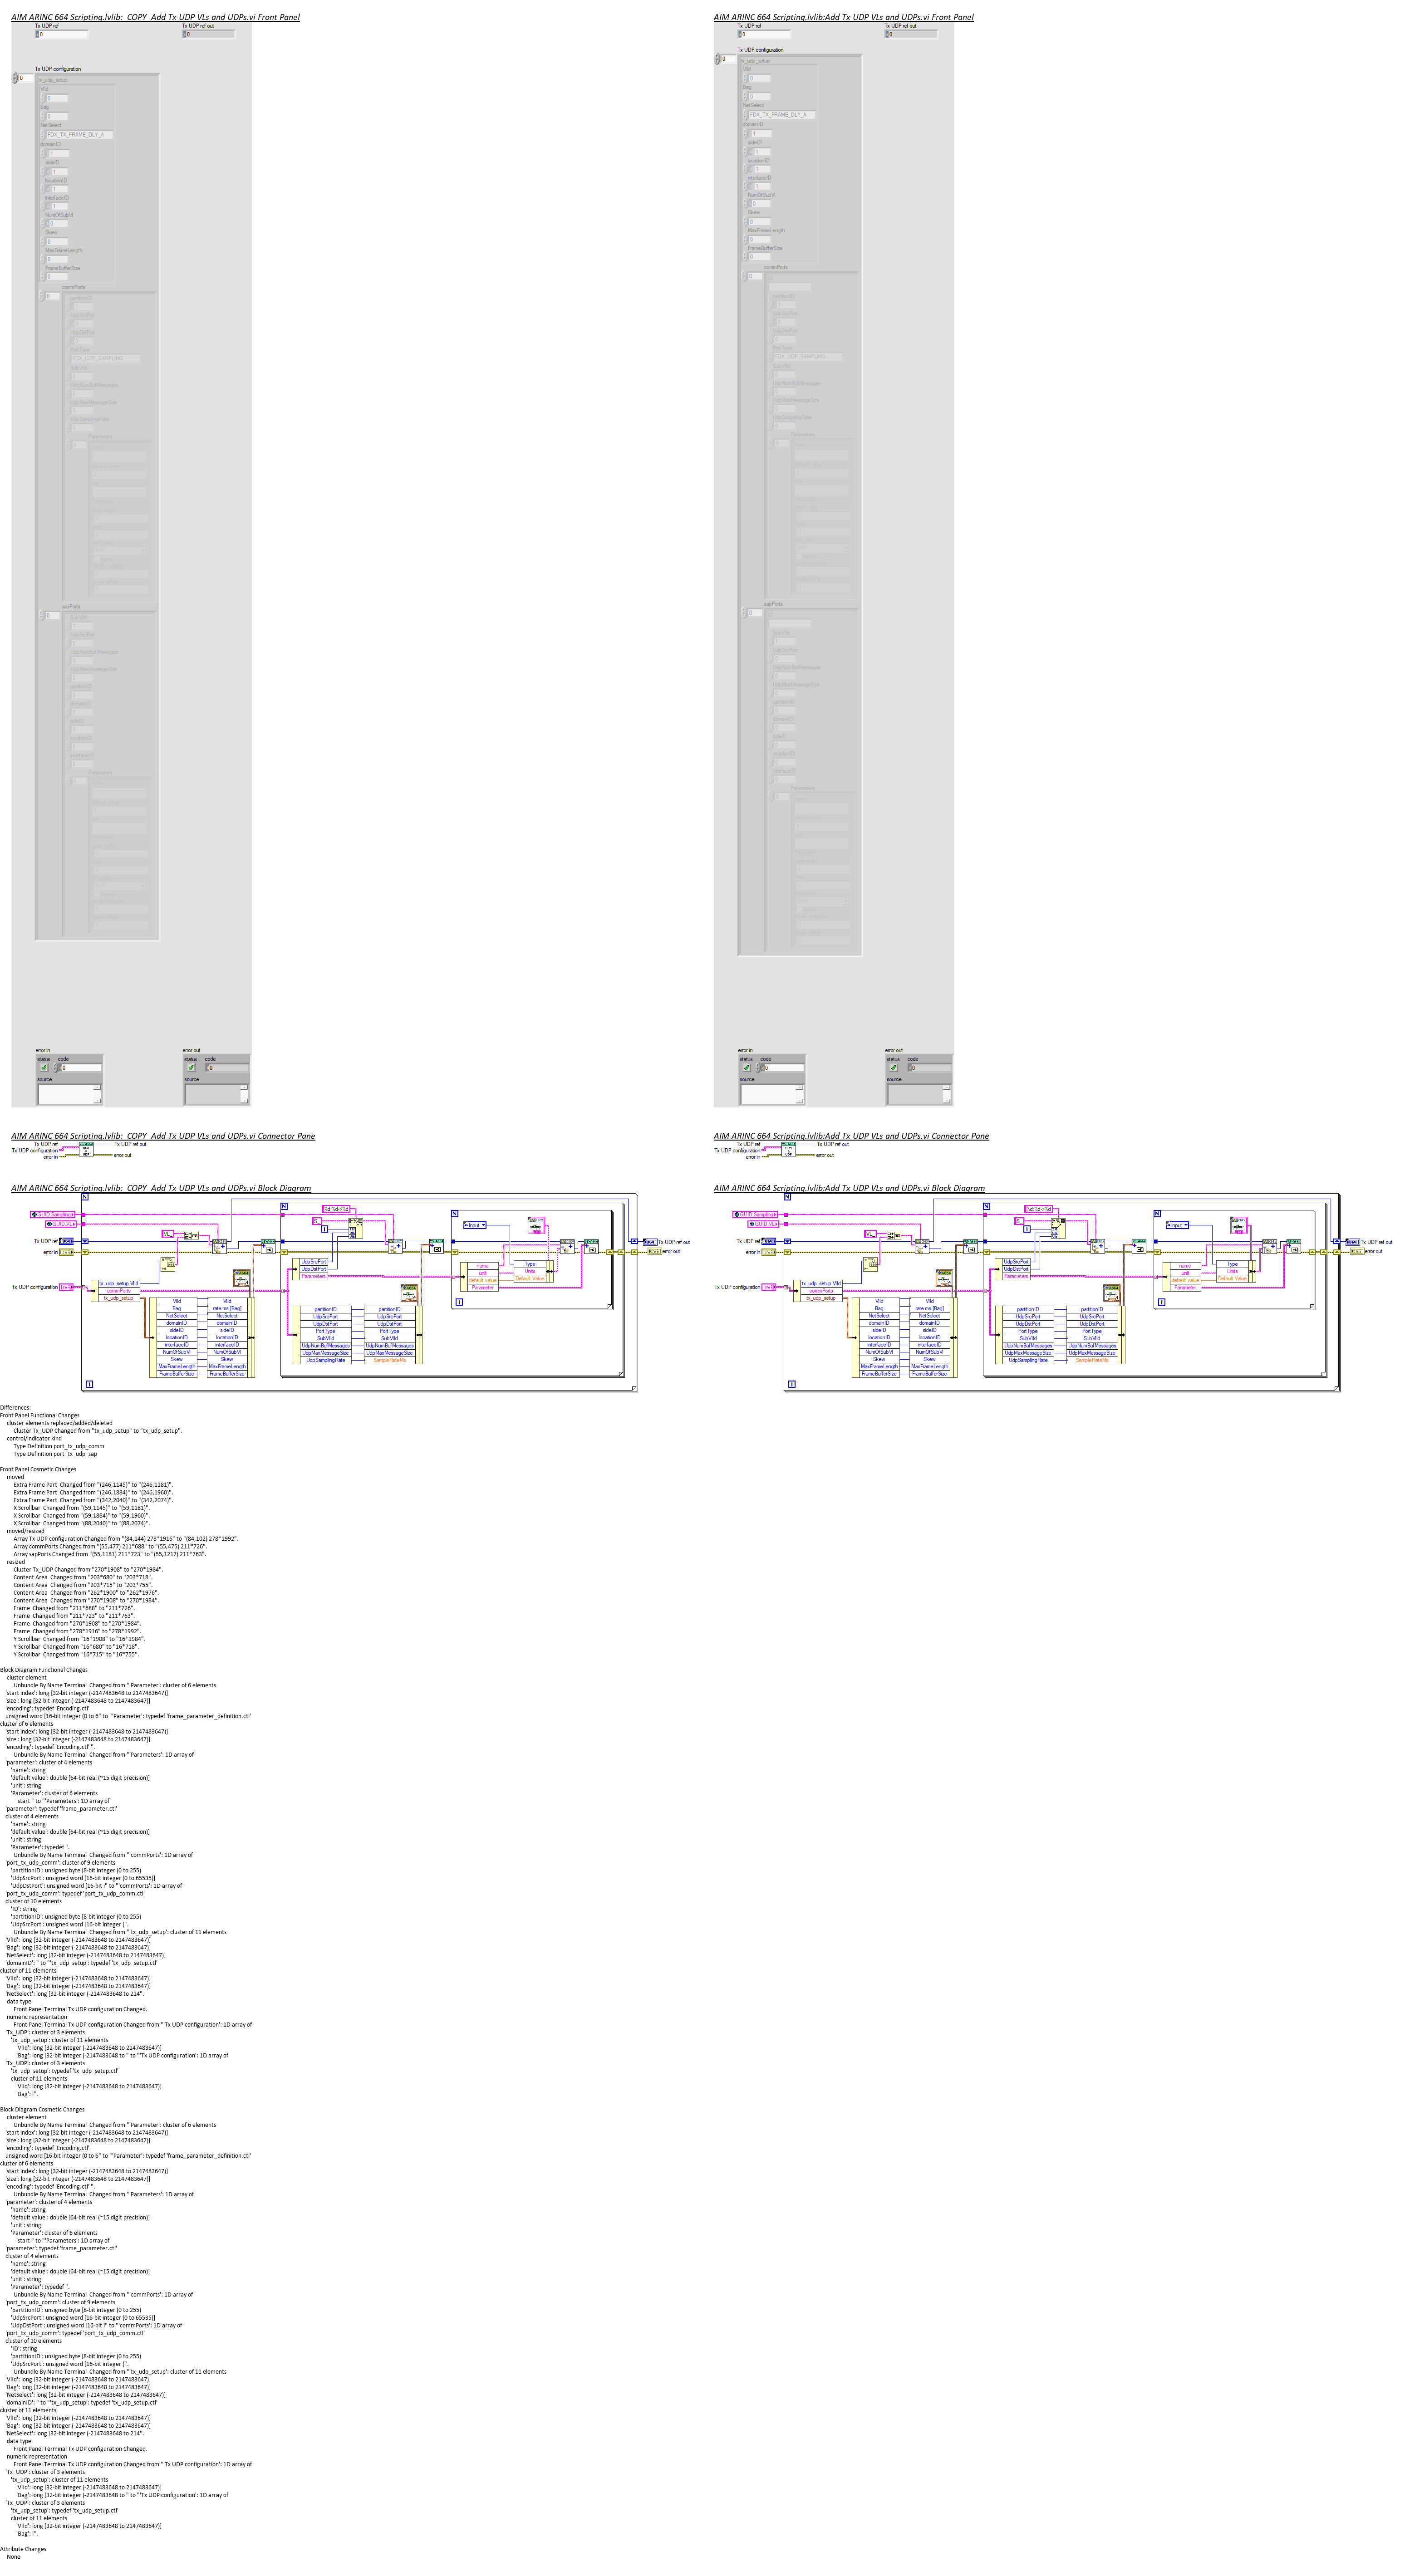 AIM ARINC 664 Scripting.lvlib:_COPY_Add Tx UDP VLs and UDPs.vi Front Panel
Tx UDP ref
Tx UDP ref out
0
0
Tx UDP configuration
0
tx_udp_setup
VlId
0
Bag
0
NetSelect
FDX_TX_FRAME_DLY_A
domainID
1
sideID
1
locationID
1
interfaceID
1
NumOfSubVl
0
Skew
0
MaxFrameLength
0
FrameBufferSize
0
commPorts
0
partitionID
UdpSrcPort
UdpDstPort
PortType
FDX_UDP_SAMPLING
SubVlId
UdpNumBufMessages
UdpMaxMessageSize
UdpSamplingRate
Parameters
sapPorts
0
SubVlId
UdpSrcPort
UdpNumBufMessages
UdpMaxMessageSize
partitionID
domainID
sideID
locationID
interfaceID
Parameters
error in
status code
0
source
error out
status code
0
source
AIM ARINC 664 Scripting.lvlib:Add Tx UDP VLs and UDPs.vi Front Panel
Tx UDP ref
Tx UDP ref out
0
0
Tx UDP configuration
0
tx_udp_setup
VlId
0
Bag
0
NetSelect
FDX_TX_FRAME_DLY_A
domainID
1
sideID
1
locationID
1
interfaceID
1
NumOfSubVl
0
Skew
0
MaxFrameLength
0
FrameBufferSize
0
commPorts
0
partitionID
UdpSrcPort
UdpDstPort
PortType
FDX_UDP_SAMPLING
SubVlId
UdpNumBufMessages
UdpMaxMessageSize
UdpSamplingRate
Parameters
sapPorts
0
SubVlId
UdpSrcPort
UdpNumBufMessages
UdpMaxMessageSize
partitionID
domainID
sideID
locationID
interfaceID
Parameters
error in
status code
0
source
error out
status code
0
source
AIM ARINC 664 Scripting.lvlib:_COPY_Add Tx UDP VLs and UDPs.vi Connector Pane
Tx UDP ref
Tx UDP configuration
error in
Tx UDP ref out
error out
AIM ARINC 664 Scripting.lvlib:Add Tx UDP VLs and UDPs.vi Connector Pane
Tx UDP ref
Tx UDP configuration
error in
Tx UDP ref out
error out
AIM ARINC 664 Scripting.lvlib:_COPY_Add Tx UDP VLs and UDPs.vi Block Diagram
N
Tx UDP ref
error in
Tx UDP configuration
tx_udp_setup.VlId
commPorts
tx_udp_setup
VlId VlId
Bag rate ms [Bag]
NetSelect NetSelect
domainID domainID
sideID sideID
locationID locationID
interfaceID interfaceID
NumOfSubVl NumOfSubVl
Skew Skew
MaxFrameLength MaxFrameLength
FrameBufferSize FrameBufferSize
N
UdpSrcPort
UdpDstPort
Parameters
partitionID partitionID
UdpSrcPort UdpSrcPort
UdpDstPort UdpDstPort
PortType PortType
SubVlId SubVlId
UdpNumBufMessages UdpNumBufMessages
UdpMaxMessageSize UdpMaxMessageSize
UdpSamplingRate SampleRateMs
N
Input
name
unit
default value
Parameter
Type
Units
Default Value
i
i
Tx UDP ref out
error out
AIM ARINC 664 Scripting.lvlib:Add Tx UDP VLs and UDPs.vi Block Diagram
N
Tx UDP ref
error in
Tx UDP configuration
tx_udp_setup.VlId
commPorts
tx_udp_setup
VlId VlId
Bag rate ms [Bag]
NetSelect NetSelect
domainID domainID
sideID sideID
locationID locationID
interfaceID interfaceID
NumOfSubVl NumOfSubVl
Skew Skew
MaxFrameLength MaxFrameLength
FrameBufferSize FrameBufferSize
N
UdpSrcPort
UdpDstPort
Parameters
partitionID partitionID
UdpSrcPort UdpSrcPort
UdpDstPort UdpDstPort
PortType PortType
SubVlId SubVlId
UdpNumBufMessages UdpNumBufMessages
UdpMaxMessageSize UdpMaxMessageSize
UdpSamplingRate SampleRateMs
N
Input
name
unit
default value
Parameter
Type
Units
Default Value
i
i
Tx UDP ref out
error out
Differences:
Front Panel Functional Changes
cluster elements replaced/added/deleted
Cluster Tx_UDP Changed from "tx_udp_setup" to "tx_udp_setup".
control/indicator kind
Type Definition port_tx_udp_comm
Type Definition port_tx_udp_sap
Front Panel Cosmetic Changes
moved
Extra Frame Part  Changed from "(246,1145)" to "(246,1181)".
Extra Frame Part  Changed from "(246,1884)" to "(246,1960)".
Extra Frame Part  Changed from "(342,2040)" to "(342,2074)".
X Scrollbar  Changed from "(59,1145)" to "(59,1181)".
X Scrollbar  Changed from "(59,1884)" to "(59,1960)".
X Scrollbar  Changed from "(88,2040)" to "(88,2074)".
moved/resized
Array Tx UDP configuration Changed from "(84,144) 278*1916" to "(84,102) 278*1992".
Array commPorts Changed from "(55,477) 211*688" to "(55,475) 211*726".
Array sapPorts Changed from "(55,1181) 211*723" to "(55,1217) 211*763".
resized
Cluster Tx_UDP Changed from "270*1908" to "270*1984".
Content Area  Changed from "203*680" to "203*718".
Content Area  Changed from "203*715" to "203*755".
Content Area  Changed from "262*1900" to "262*1976".
Content Area  Changed from "270*1908" to "270*1984".
Frame  Changed from "211*688" to "211*726".
Frame  Changed from "211*723" to "211*763".
Frame  Changed from "270*1908" to "270*1984".
Frame  Changed from "278*1916" to "278*1992".
Y Scrollbar  Changed from "16*1908" to "16*1984".
Y Scrollbar  Changed from "16*680" to "16*718".
Y Scrollbar  Changed from "16*715" to "16*755".
Block Diagram Functional Changes
cluster element
Unbundle By Name Terminal  Changed from "'Parameter': cluster of 6 elements
'start index': long [32-bit integer (-2147483648 to 2147483647)]
'size': long [32-bit integer (-2147483648 to 2147483647)]
'encoding': typedef 'Encoding.ctl'
unsigned word [16-bit integer (0 to 6" to "'Parameter': typedef 'frame_parameter_definition.ctl'
cluster of 6 elements
'start index': long [32-bit integer (-2147483648 to 2147483647)]
'size': long [32-bit integer (-2147483648 to 2147483647)]
'encoding': typedef 'Encoding.ctl' ".
Unbundle By Name Terminal  Changed from "'Parameters': 1D array of
'parameter': cluster of 4 elements
'name': string
'default value': double [64-bit real (~15 digit precision)]
'unit': string
'Parameter': cluster of 6 elements
'start " to "'Parameters': 1D array of
'parameter': typedef 'frame_parameter.ctl'
cluster of 4 elements
'name': string
'default value': double [64-bit real (~15 digit precision)]
'unit': string
'Parameter': typedef ".
Unbundle By Name Terminal  Changed from "'commPorts': 1D array of
'port_tx_udp_comm': cluster of 9 elements
'partitionID': unsigned byte [8-bit integer (0 to 255)
'UdpSrcPort': unsigned word [16-bit integer (0 to 65535)]
'UdpDstPort': unsigned word [16-bit i" to "'commPorts': 1D array of
'port_tx_udp_comm': typedef 'port_tx_udp_comm.ctl'
cluster of 10 elements
'ID': string
'partitionID': unsigned byte [8-bit integer (0 to 255)
'UdpSrcPort': unsigned word [16-bit integer (".
Unbundle By Name Terminal  Changed from "'tx_udp_setup': cluster of 11 elements
'VlId': long [32-bit integer (-2147483648 to 2147483647)]
'Bag': long [32-bit integer (-2147483648 to 2147483647)]
'NetSelect': long [32-bit integer (-2147483648 to 2147483647)]
'domainID': " to "'tx_udp_setup': typedef 'tx_udp_setup.ctl'
cluster of 11 elements
'VlId': long [32-bit integer (-2147483648 to 2147483647)]
'Bag': long [32-bit integer (-2147483648 to 2147483647)]
'NetSelect': long [32-bit integer (-2147483648 to 214".
data type
Front Panel Terminal Tx UDP configuration Changed.
numeric representation
Front Panel Terminal Tx UDP configuration Changed from "'Tx UDP configuration': 1D array of
'Tx_UDP': cluster of 3 elements
'tx_udp_setup': cluster of 11 elements
'VlId': long [32-bit integer (-2147483648 to 2147483647)]
'Bag': long [32-bit integer (-2147483648 to " to "'Tx UDP configuration': 1D array of
'Tx_UDP': cluster of 3 elements
'tx_udp_setup': typedef 'tx_udp_setup.ctl'
cluster of 11 elements
'VlId': long [32-bit integer (-2147483648 to 2147483647)]
'Bag': l".
Block Diagram Cosmetic Changes
cluster element
Unbundle By Name Terminal  Changed from "'Parameter': cluster of 6 elements
'start index': long [32-bit integer (-2147483648 to 2147483647)]
'size': long [32-bit integer (-2147483648 to 2147483647)]
'encoding': typedef 'Encoding.ctl'
unsigned word [16-bit integer (0 to 6" to "'Parameter': typedef 'frame_parameter_definition.ctl'
cluster of 6 elements
'start index': long [32-bit integer (-2147483648 to 2147483647)]
'size': long [32-bit integer (-2147483648 to 2147483647)]
'encoding': typedef 'Encoding.ctl' ".
Unbundle By Name Terminal  Changed from "'Parameters': 1D array of
'parameter': cluster of 4 elements
'name': string
'default value': double [64-bit real (~15 digit precision)]
'unit': string
'Parameter': cluster of 6 elements
'start " to "'Parameters': 1D array of
'parameter': typedef 'frame_parameter.ctl'
cluster of 4 elements
'name': string
'default value': double [64-bit real (~15 digit precision)]
'unit': string
'Parameter': typedef ".
Unbundle By Name Terminal  Changed from "'commPorts': 1D array of
'port_tx_udp_comm': cluster of 9 elements
'partitionID': unsigned byte [8-bit integer (0 to 255)
'UdpSrcPort': unsigned word [16-bit integer (0 to 65535)]
'UdpDstPort': unsigned word [16-bit i" to "'commPorts': 1D array of
'port_tx_udp_comm': typedef 'port_tx_udp_comm.ctl'
cluster of 10 elements
'ID': string
'partitionID': unsigned byte [8-bit integer (0 to 255)
'UdpSrcPort': unsigned word [16-bit integer (".
Unbundle By Name Terminal  Changed from "'tx_udp_setup': cluster of 11 elements
'VlId': long [32-bit integer (-2147483648 to 2147483647)]
'Bag': long [32-bit integer (-2147483648 to 2147483647)]
'NetSelect': long [32-bit integer (-2147483648 to 2147483647)]
'domainID': " to "'tx_udp_setup': typedef 'tx_udp_setup.ctl'
cluster of 11 elements
'VlId': long [32-bit integer (-2147483648 to 2147483647)]
'Bag': long [32-bit integer (-2147483648 to 2147483647)]
'NetSelect': long [32-bit integer (-2147483648 to 214".
data type
Front Panel Terminal Tx UDP configuration Changed.
numeric representation
Front Panel Terminal Tx UDP configuration Changed from "'Tx UDP configuration': 1D array of
'Tx_UDP': cluster of 3 elements
'tx_udp_setup': cluster of 11 elements
'VlId': long [32-bit integer (-2147483648 to 2147483647)]
'Bag': long [32-bit integer (-2147483648 to " to "'Tx UDP configuration': 1D array of
'Tx_UDP': cluster of 3 elements
'tx_udp_setup': typedef 'tx_udp_setup.ctl'
cluster of 11 elements
'VlId': long [32-bit integer (-2147483648 to 2147483647)]
'Bag': l".
Attribute Changes
None